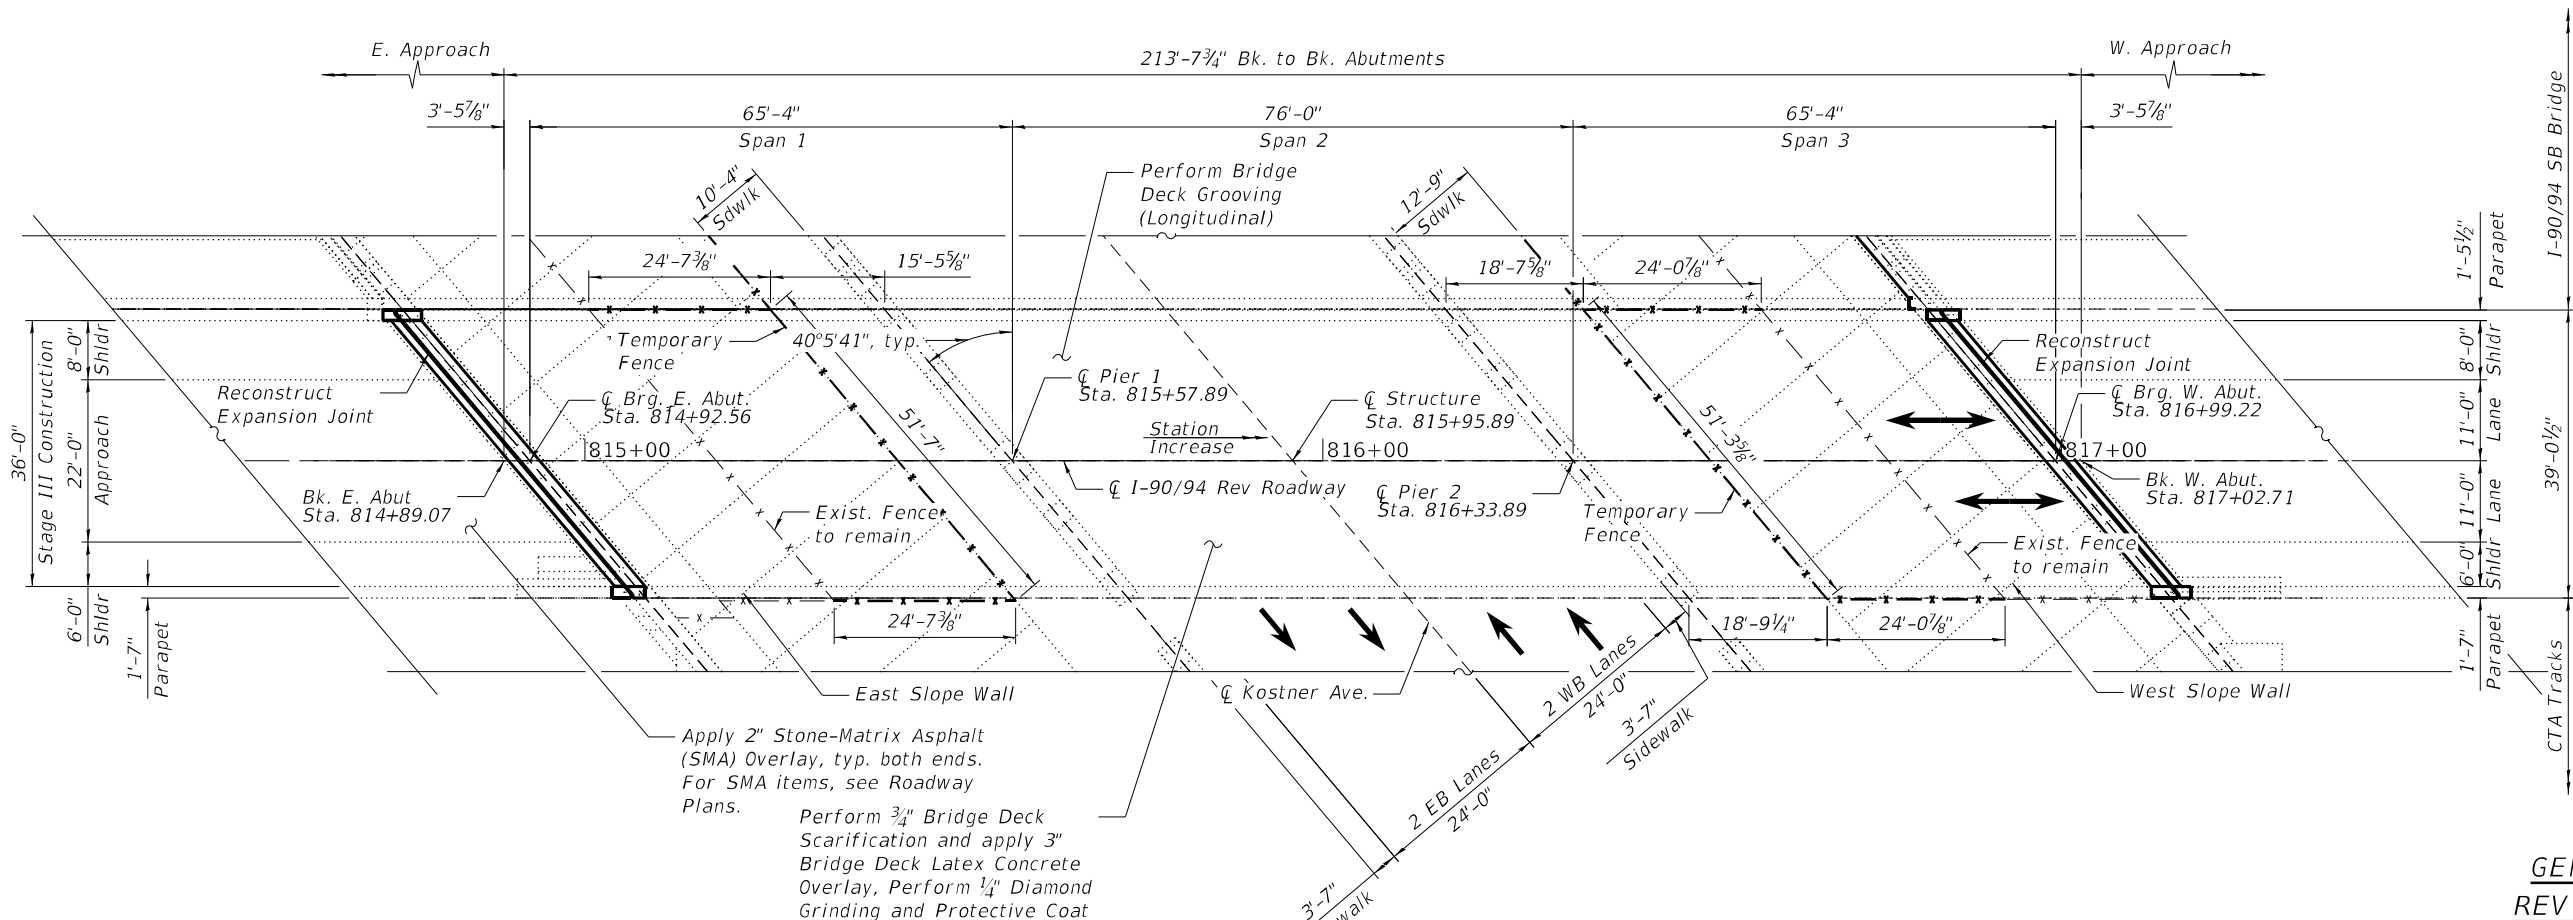 E. Approach
213'-7¾" Bk. to Bk. Abutments
W. Approach
3'-5⅞"
65'-4"
Span 1
76'-0"
Span 2
65'-4"
Span 3
3'-5⅞"
I-90/94 SB Bridge
10'-4"
Sdwlk
Perform Bridge
Deck Grooving
(Longitudinal)
12'-9"
Sdwlk
1'-5½"
Parapet
24'-7⅜"
15'-5⅝"
18'-7⅝"
24'-0⅞"
Temporary
Fence
40°5'41", typ.
Reconstruct
Expansion Joint
8'-0"
Shldr
Stage III Construction
36'-0"
22'-0"
Approach
Reconstruct
Expansion Joint
℄ Brg. E. Abut.
Sta. 814+92.56
℄ Pier 1
Sta. 815+57.89
℄ Structure
Sta. 815+95.89
℄ Brg. W. Abut.
Sta. 816+99.22
8'-0"
Shldr
11'-0"
Lane
39'-0½"
51'-7"
51'-3⅝"
Station
Increase
815+00
816+00
817+00
Bk. E. Abut
Sta. 814+89.07
℄ I-90/94 Rev Roadway
℄ Pier 2
Sta. 816+33.89
Bk. W. Abut.
Sta. 817+02.71
11'-0"
Lane
Exist. Fence
to remain
Temporary
Fence
Exist. Fence
to remain
6'-0"
Shldr
6'-0"
Shldr
1'-7"
Parapet
24'-7⅜"
18'-9¼"
24'-0⅞"
1'-7"
Parapet
CTA Tracks
East Slope Wall
℄ Kostner Ave.
2 WB Lanes
24'-0"
3'-7"
Sidewalk
West Slope Wall
Apply 2" Stone-Matrix Asphalt
(SMA) Overlay, typ. both ends.
For SMA items, see Roadway
Plans.
2 EB Lanes
24'-0"
Perform ¾" Bridge Deck
Scarification and apply 3"
Bridge Deck Latex Concrete
Overlay, Perform ¼" Diamond
Grinding and Protective Coat
3'-7"
REV